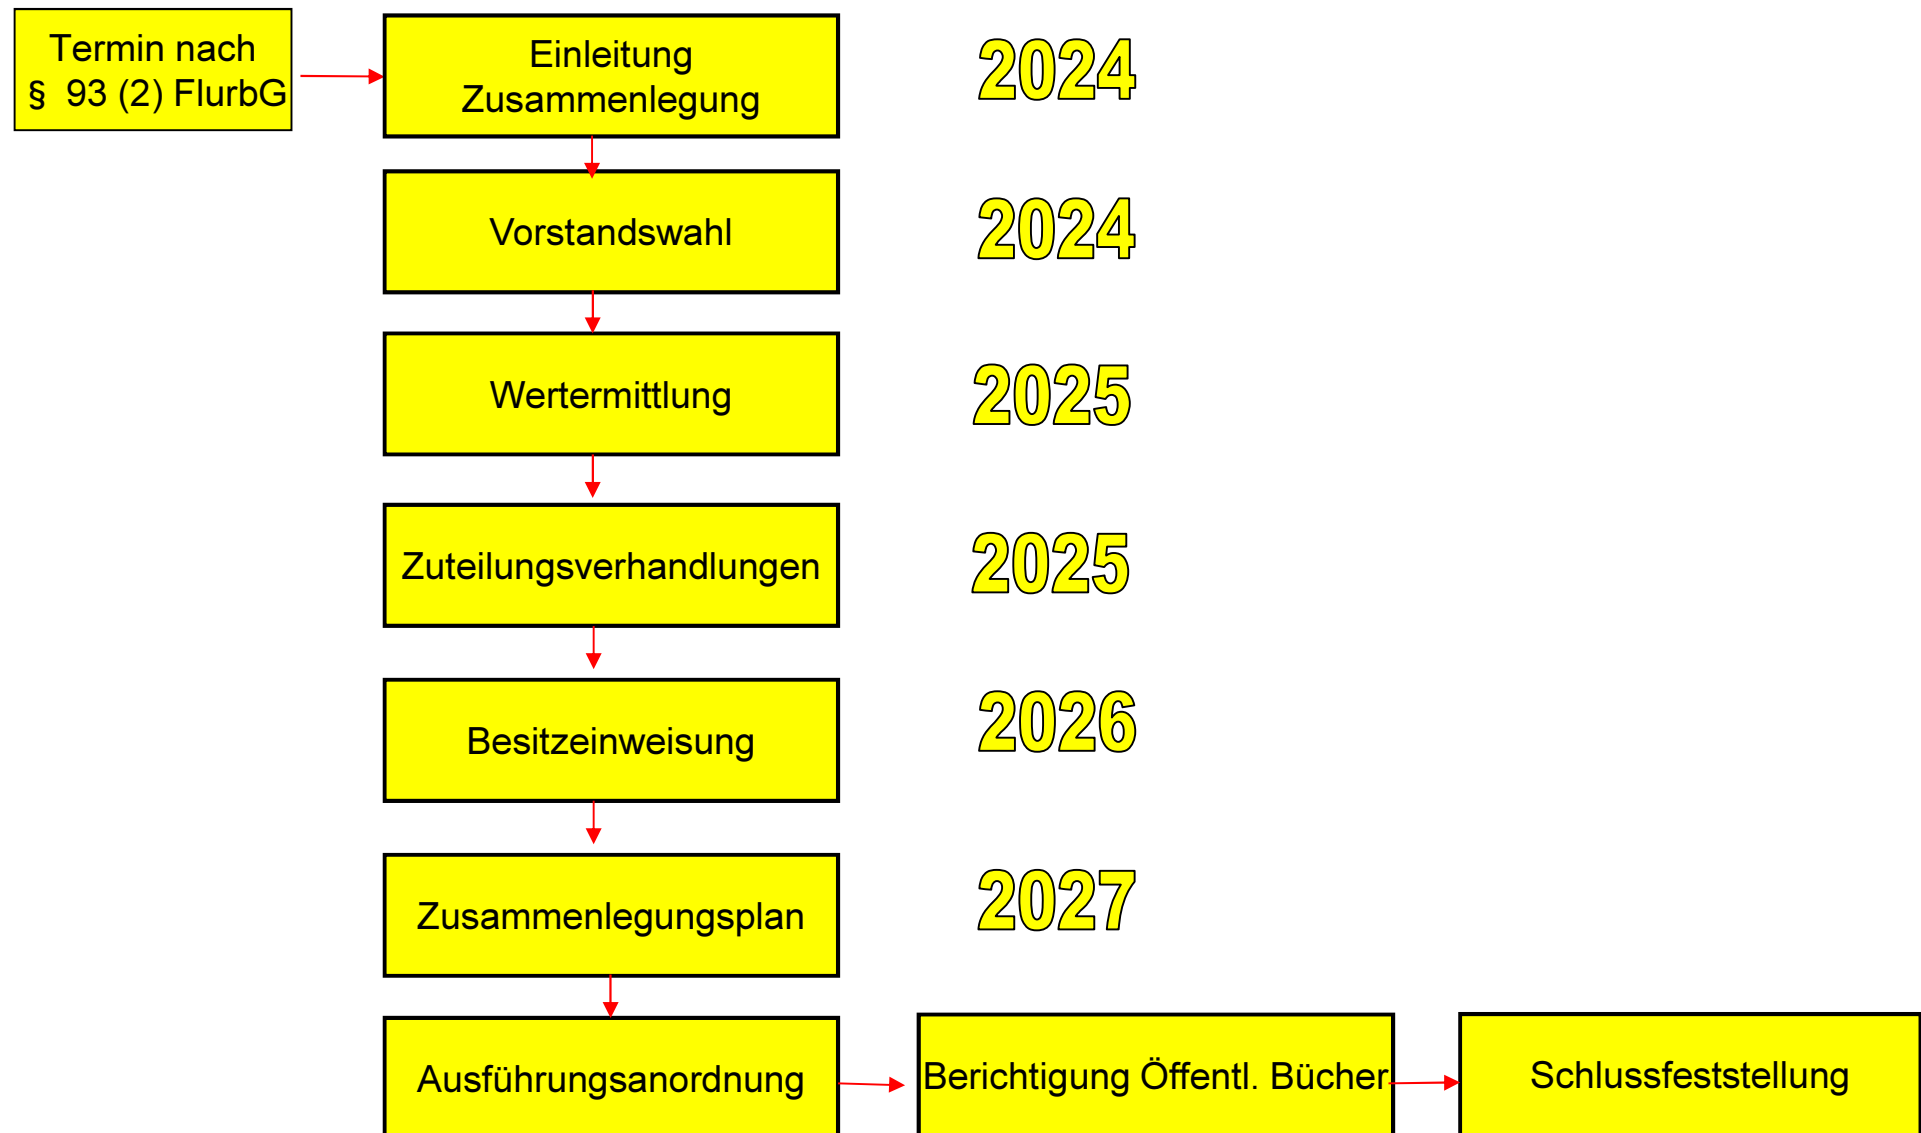 Termin nach
§ 93 (2) FlurbG
Einleitung
Zusammenlegung
2024
Vorstandswahl
2024
Wertermittlung
2025
Zuteilungsverhandlungen
2025
Besitzeinweisung
2026
Zusammenlegungsplan
2027
Ausführungsanordnung
Berichtigung Öffentl. Bücher
Schlussfeststellung